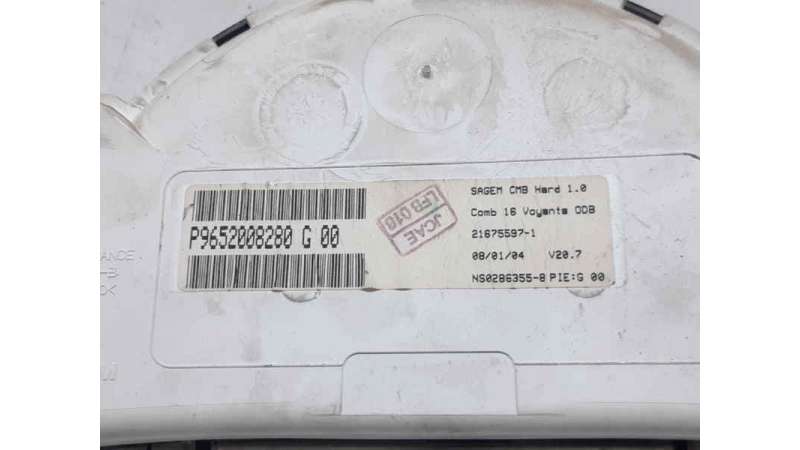 P9652008280 G 00
JCAE
LFB 018
SAGEM CMB Hard 1.0
Comb 16 Voyants ODB
21675597-1
08/01/04 V20.7
NS0286355-8 PIE:G 00